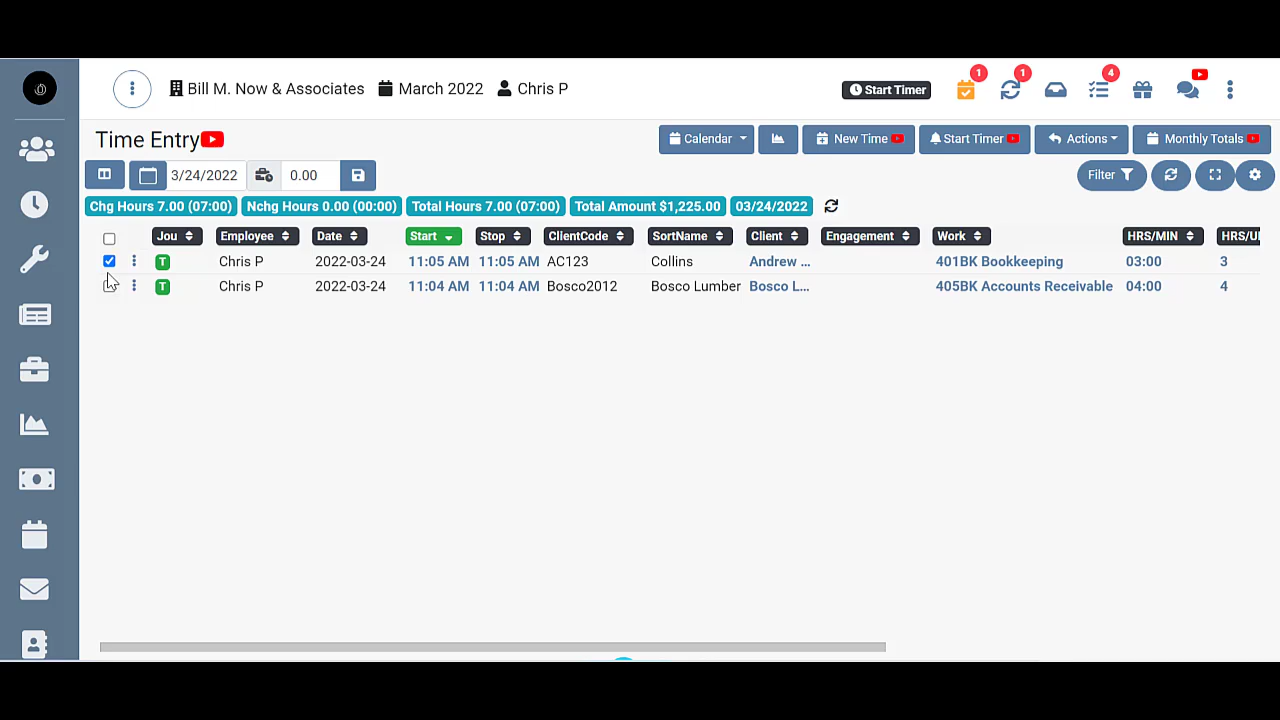 Bill M. Now & Associates March 2022 Chris P Start Timer 1 1 4
Time Entry Calendar New Time Start Timer Actions Monthly Totals
3/24/2022 0.00 Filter
Chg Hours 7.00 (07:00) Nchg Hours 0.00 (00:00) Total Hours 7.00 (07:00) Total Amount $1,225.00 03/24/2022
Jou Employee Date Start Stop ClientCode SortName Client Engagement Work HRS/MIN HRS/U
T Chris P 2022-03-24 11:05 AM 11:05 AM AC123 Collins Andrew ... 401BK Bookkeeping 03:00 3
T Chris P 2022-03-24 11:04 AM 11:04 AM Bosco2012 Bosco Lumber Bosco L... 405BK Accounts Receivable 04:00 4